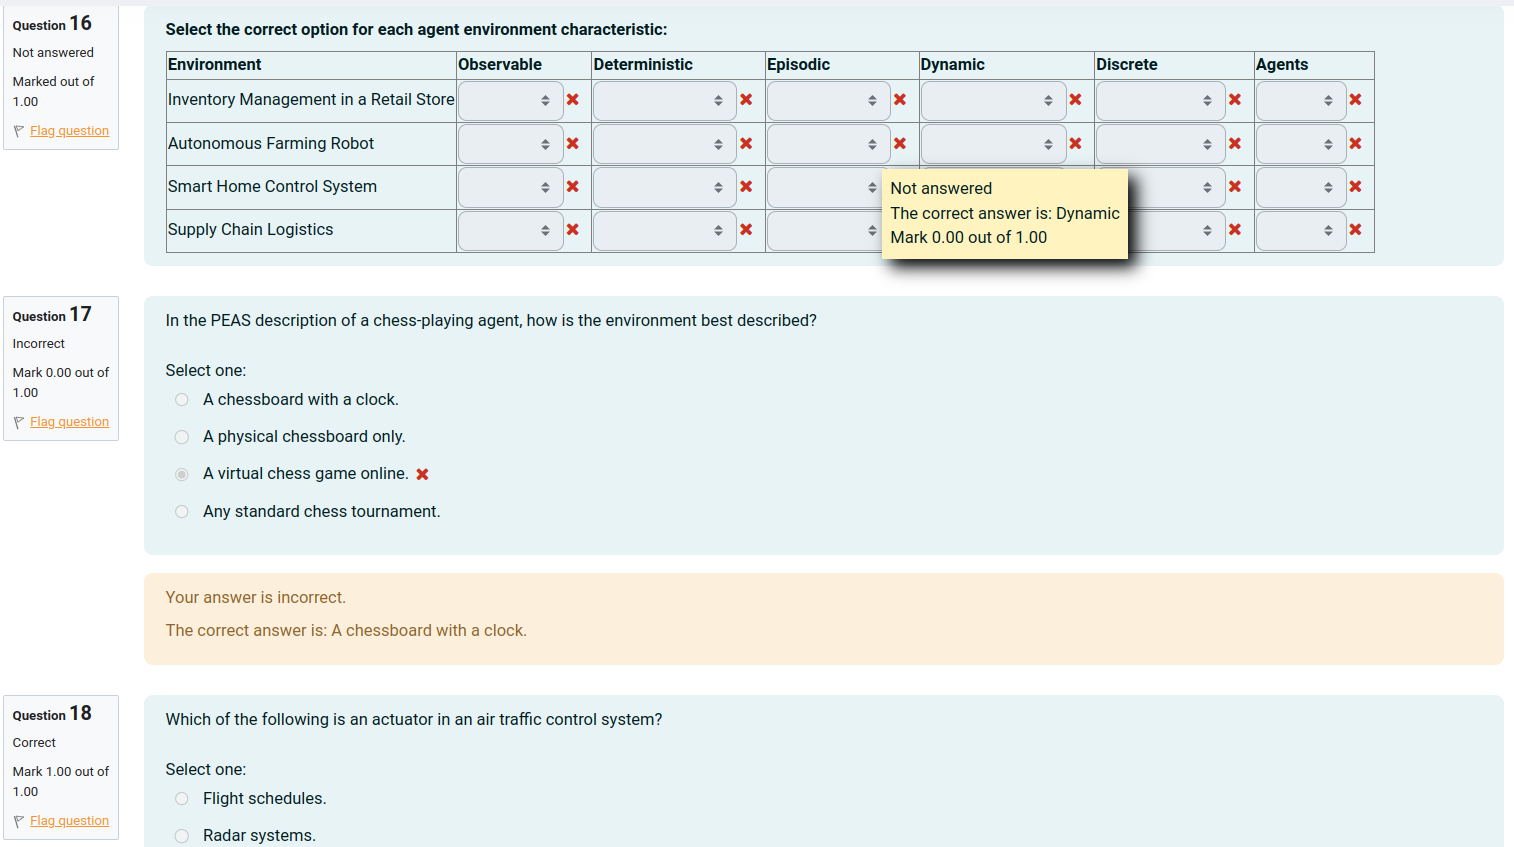 Question 16
Not answered
Marked out of
1.00
Flag question
Select the correct option for each agent environment characteristic:
Environment Observable Deterministic Episodic Dynamic Discrete Agents
Inventory Management in a Retail Store
Autonomous Farming Robot
Smart Home Control System
Supply Chain Logistics
Not answered
The correct answer is: Dynamic
Mark 0.00 out of 1.00
Question 17
Incorrect
Mark 0.00 out of
1.00
Flag question
In the PEAS description of a chess-playing agent, how is the environment best described?
Select one:
A chessboard with a clock.
A physical chessboard only.
A virtual chess game online.
Any standard chess tournament.
Your answer is incorrect.
The correct answer is: A chessboard with a clock.
Question 18
Correct
Mark 1.00 out of
1.00
Flag question
Which of the following is an actuator in an air traffic control system?
Select one:
Flight schedules.
Radar systems.